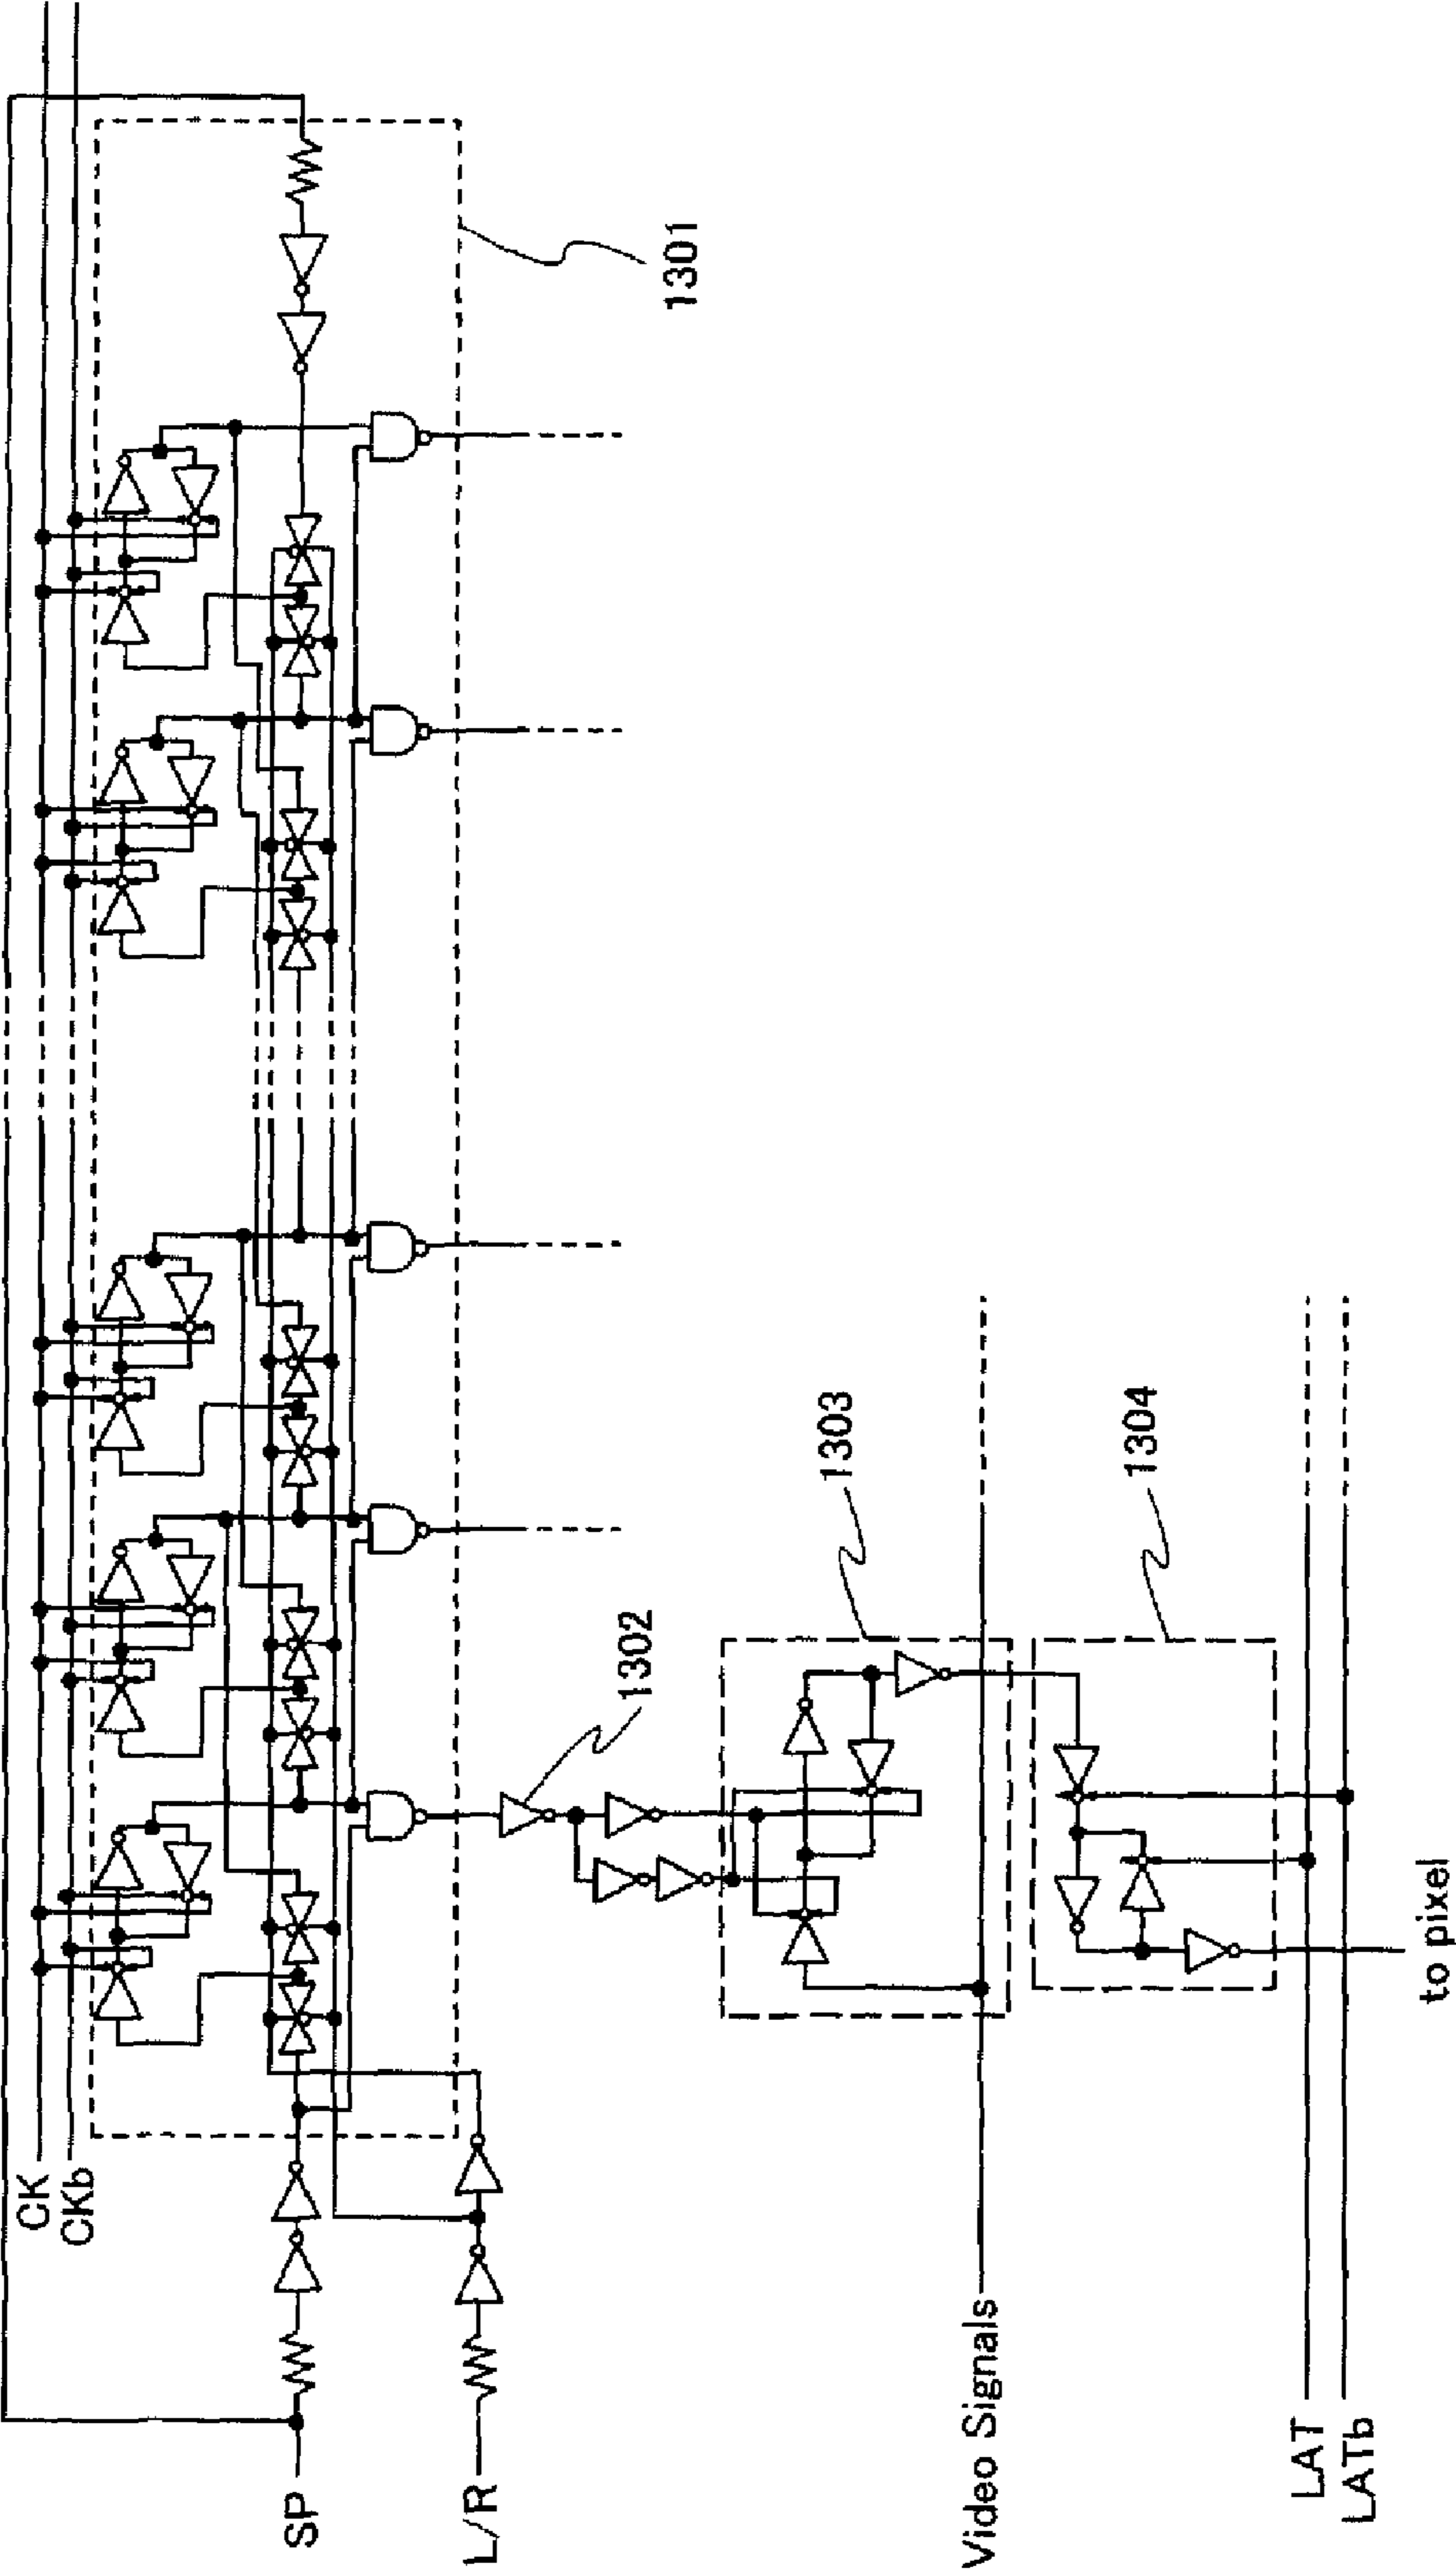 CK
CKb
SP
L/R
1301
1302
1303
Video Signals
1304
LAT
LATb
to pixel